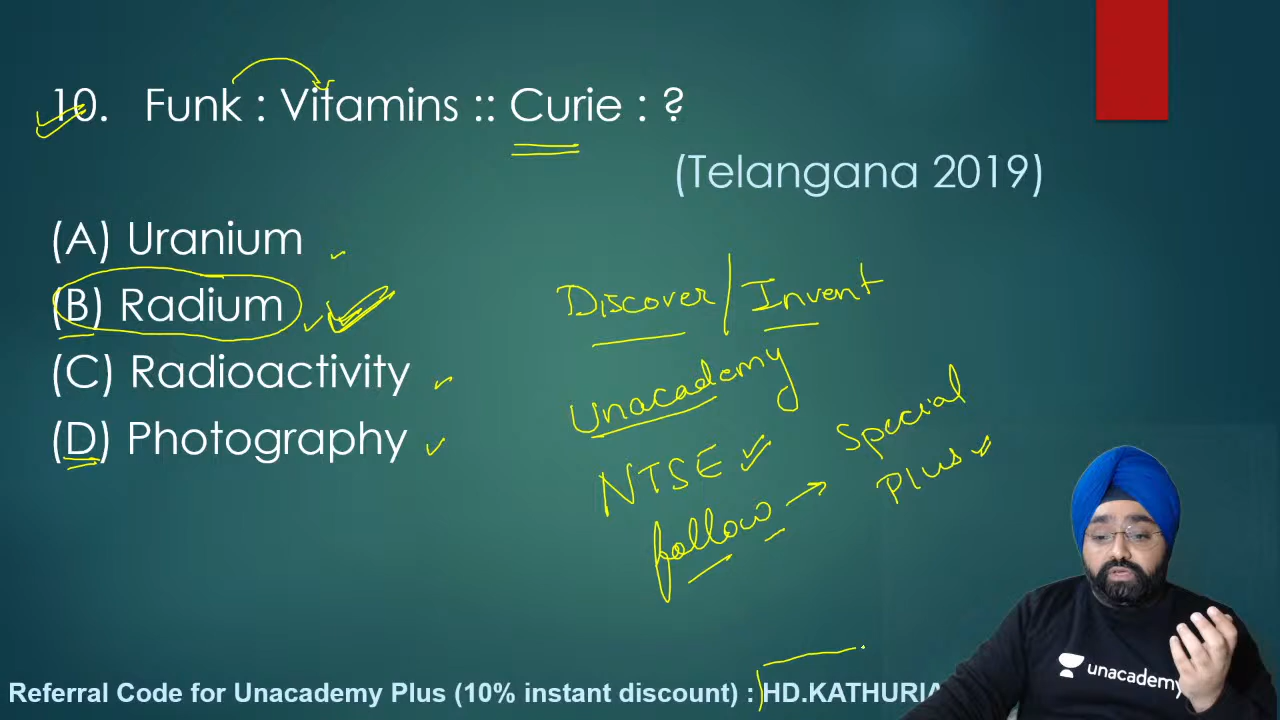 10. Funk : Vitamins :: Curie : ?
(Telangana 2019)
(A) Uranium
(B) Radium
(C) Radioactivity
(D) Photography
Discover/Invent
Unacademy
NTSE
follow → Special
Plus
unacademy
Referral Code for Unacademy Plus (10% instant discount) : HD.KATHURIA